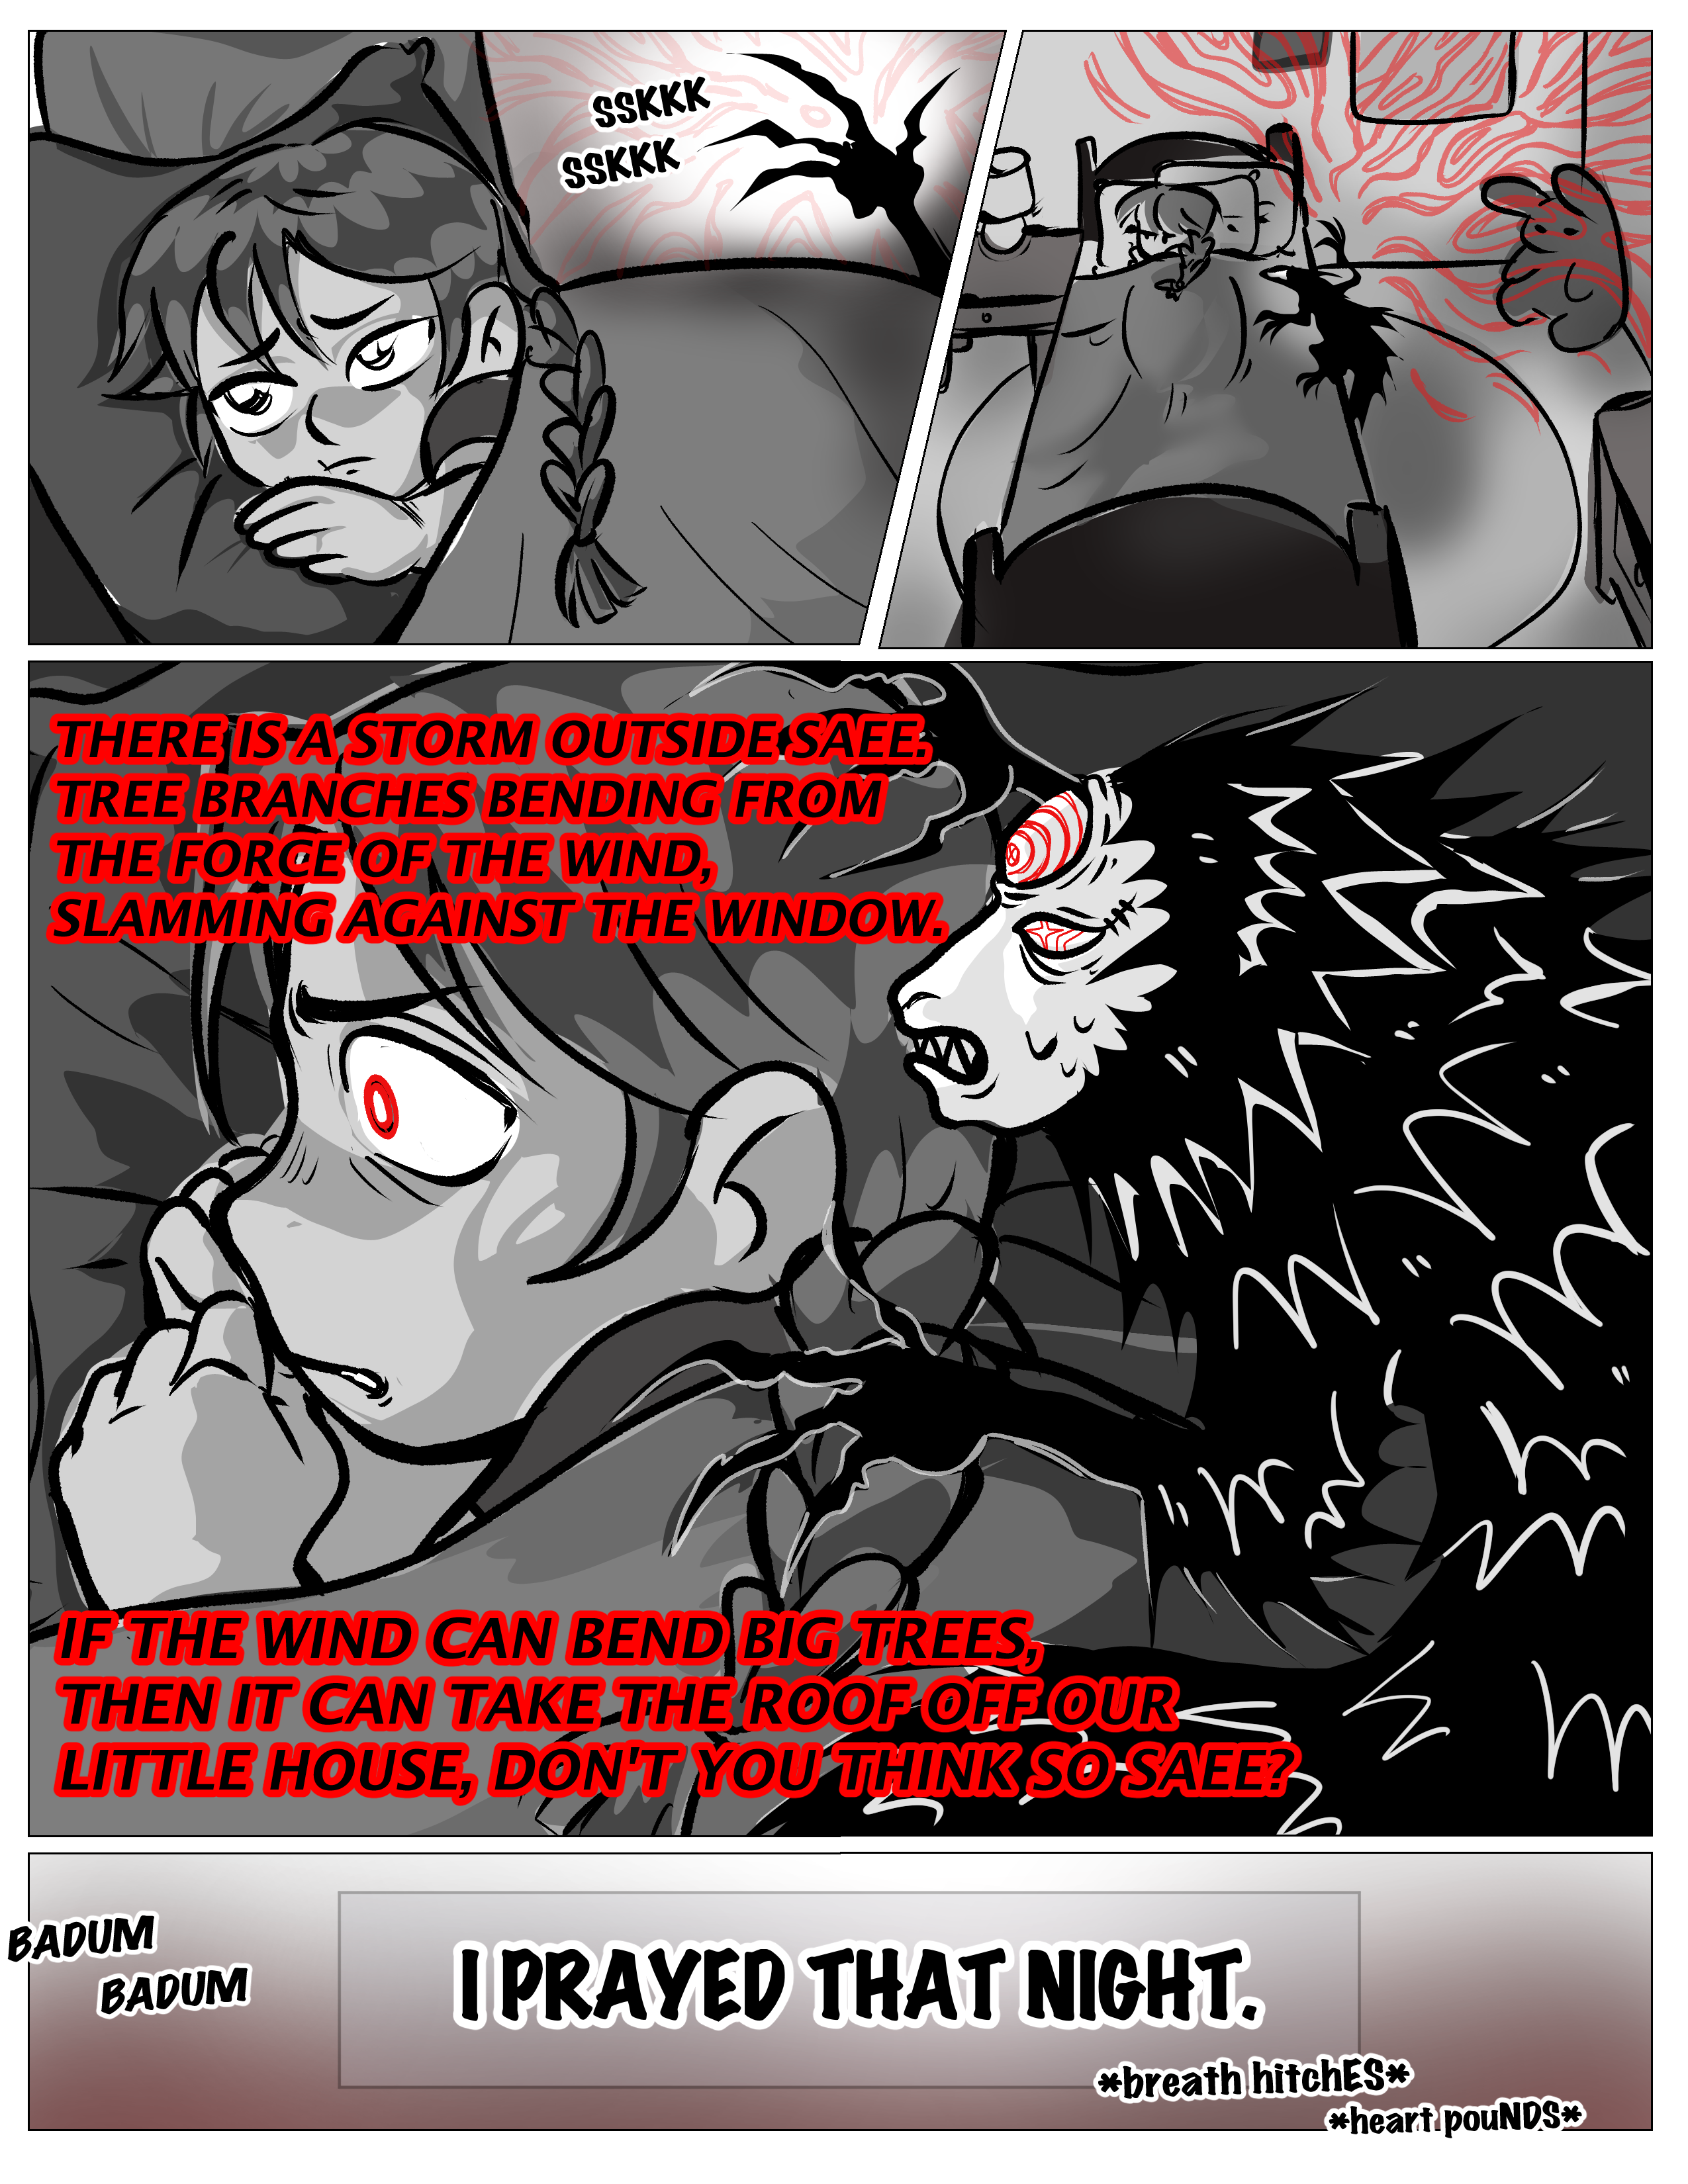 SSKKK
SSKKK
THERE IS A STORM OUTSIDE SAEE.
TREE BRANCHES BENDING FROM
THE FORCE OF THE WIND,
SLAMMING AGAINST THE WINDOW.
IF THE WIND CAN BEND BIG TREES,
THEN IT CAN TAKE THE ROOF OFF OUR
LITTLE HOUSE, DON'T YOU THINK SO SAEE?
BADUM
BADUM
I PRAYED THAT NIGHT.
*breath hitchES*
*heart pouNDS*